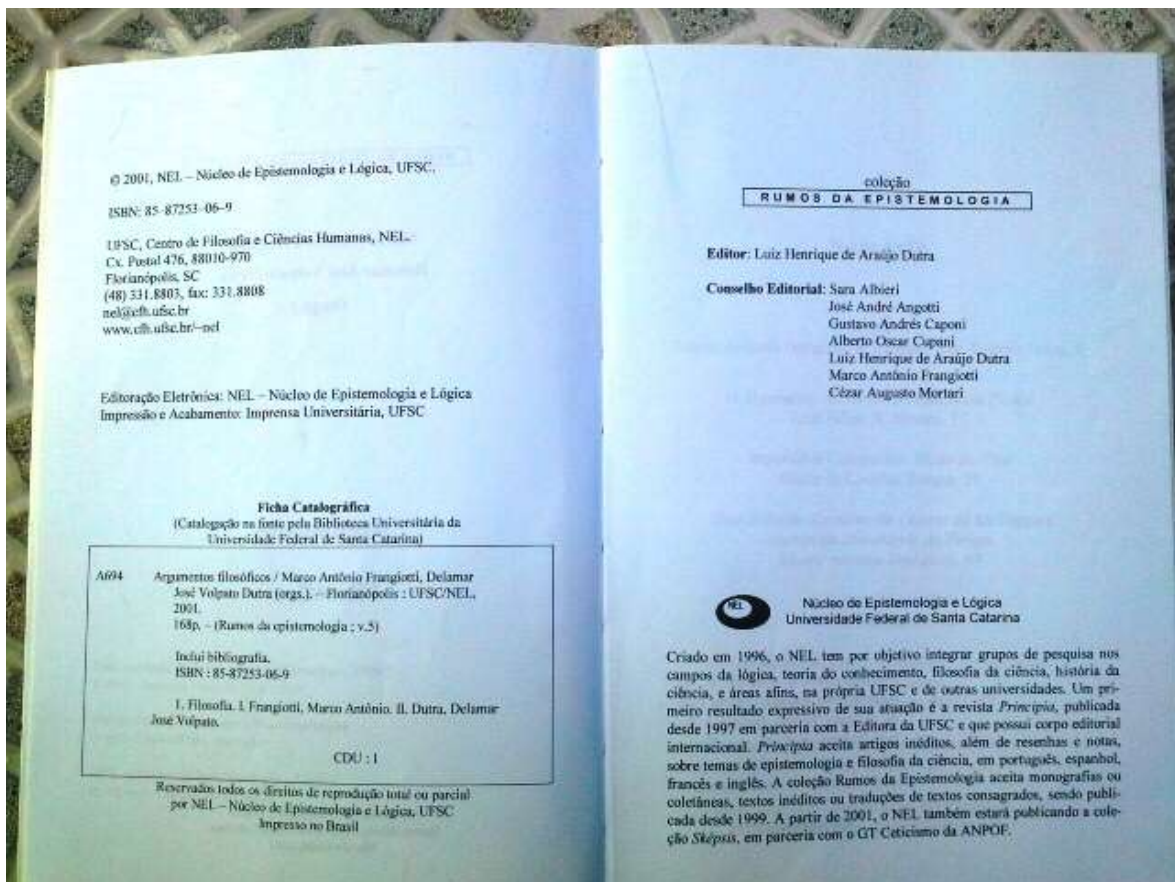 © 2001, NEL – Núcleo de Epistemologia e Lógica, UFSC.
ISBN: 85-87253-06-9
UFSC, Centro de Filosofia e Ciências Humanas, NEL.
Cx. Postal 476, 88010-970
Florianópolis, SC
(48) 331.8803, fax: 331.8808
nel@cfh.ufsc.br
www.cfh.ufsc.br/~nel
Editoração Eletrônica: NEL – Núcleo de Epistemologia e Lógica
Impressão e Acabamento: Imprensa Universitária, UFSC
Ficha Catalográfica
(Catalogação na fonte pela Biblioteca Universitária da
Universidade Federal de Santa Catarina)
A694 Argumentos filosóficos / Marco Antônio Frangiotti, Delamar
José Volpato Dutra (orgs.). – Florianópolis : UFSC/NEL,
2001.
168p. – (Rumos da epistemologia ; v.5)
Inclui bibliografia.
ISBN : 85-87253-06-9
1. Filosofia. I. Frangiotti, Marco Antônio. II. Dutra, Delamar
José Volpato.
CDU : 1
Reservados todos os direitos de reprodução total ou parcial
por NEL – Núcleo de Epistemologia e Lógica, UFSC
Impresso no Brasil
coleção
RUMOS DA EPISTEMOLOGIA
Editor: Luiz Henrique de Araújo Dutra
Conselho Editorial: Sara Albieri
José André Angotti
Gustavo Andrés Caponi
Alberto Oscar Cupani
Luiz Henrique de Araújo Dutra
Marco Antônio Frangiotti
Cézar Augusto Mortari
NEL
Núcleo de Epistemologia e Lógica
Universidade Federal de Santa Catarina
Criado em 1996, o NEL tem por objetivo integrar grupos de pesquisa nos
campos da lógica, teoria do conhecimento, filosofia da ciência, história da
ciência, e áreas afins, na própria UFSC e de outras universidades. Um pri-
meiro resultado expressivo de sua atuação é a revista Principia, publicada
desde 1997 em parceria com a Editora da UFSC e que possui corpo editorial
internacional. Principia aceita artigos inéditos, além de resenhas e notas,
sobre temas de epistemologia e filosofia da ciência, em português, espanhol,
francês e inglês. A coleção Rumos da Epistemologia aceita monografias ou
coletâneas, textos inéditos ou traduções de textos consagrados, sendo publi-
cada desde 1999. A partir de 2001, o NEL também estará publicando a cole-
ção Sképsis, em parceria com o GT Ceticismo da ANPOF.